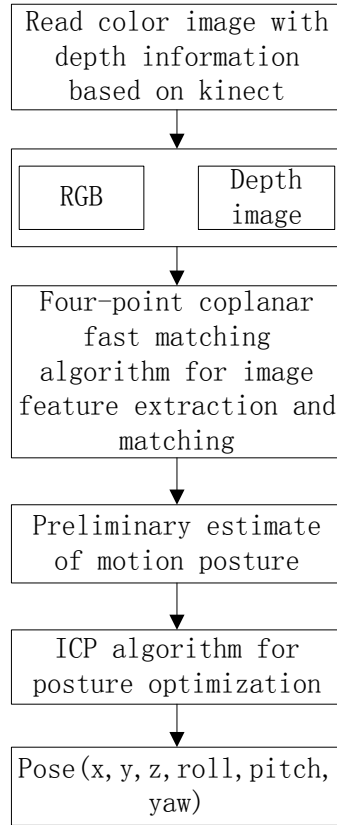 Read color image with
depth information
based on kinect
RGB
Depth
image
Four-point coplanar
fast matching
algorithm for image
feature extraction and
matching
Preliminary estimate
of motion posture
ICP algorithm for
posture optimization
Pose(x, y, z, roll, pitch,
yaw)